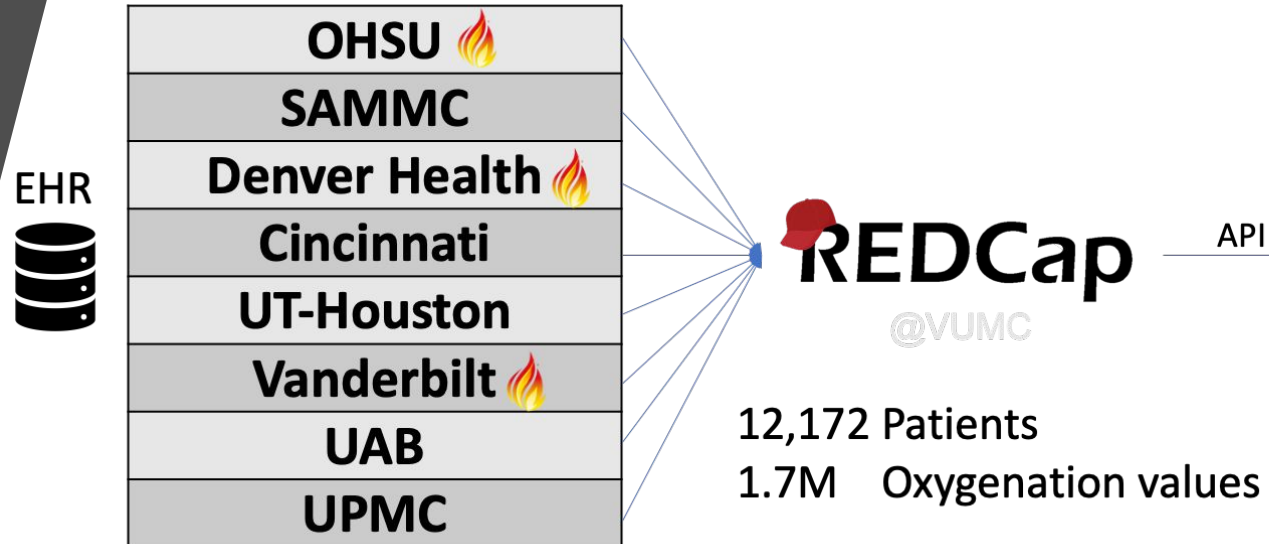 EHR
OHSU
SAMMC
Denver Health
Cincinnati
UT-Houston
Vanderbilt
UAB
UPMC
REDCap
@VUMC
API
12,172 Patients
1.7M Oxygenation values